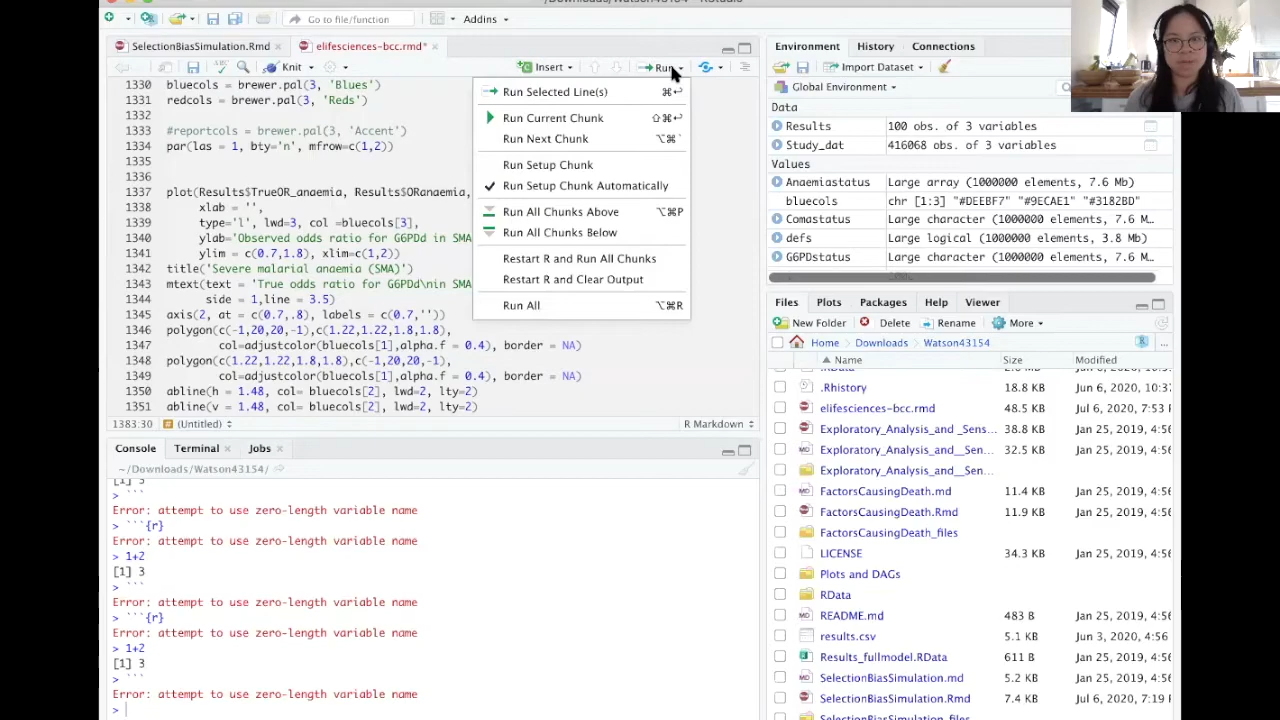 /Downloads/Watson43154 - RStudio
Go to file/function
Addins
SelectionBiasSimulation.Rmd
elifesciences-bcc.rmd*
Knit
Insert
Run
1330 bluecols = brewer.pal(3, 'Blues')
1331 redcols = brewer.pal(3, 'Reds')
1332
1333 #reportcols = brewer.pal(3, 'Accent')
1334 par(las = 1, bty='n', mfrow=c(1,2))
1335
1336
1337 plot(Results$TrueOR_anaemia, Results$ORanaemia,
1338 xlab = '',
1339 type='l', lwd=3, col =bluecols[3],
1340 ylab='Observed odds ratio for G6PDd in SMA
1341 ylim = c(0.7,1.8), xlim=c(1,2))
1342 title('Severe malarial anaemia (SMA)')
1343 mtext(text = 'True odds ratio for G6PDd\nin SMA
1344 side = 1,line = 3.5)
1345 axis(2, at = c(0.7,.8), labels = c(0.7,''))
1346 polygon(c(-1,20,20,-1),c(1.22,1.22,1.8,1.8),
1347 col=adjustcolor(bluecols[1],alpha.f = 0.4), border = NA)
1348 polygon(c(1.22,1.22,1.8,1.8),c(-1,20,20,-1),
1349 col=adjustcolor(bluecols[1],alpha.f = 0.4), border = NA)
1350 abline(h = 1.48, col= bluecols[2], lwd=2, lty=2)
1351 abline(v = 1.48, col= bluecols[2], lwd=2, lty=2)
1383:30 # (Untitled)
R Markdown
Run Selected Line(s) ⌘↩
Run Current Chunk ⇧⌘↩
Run Next Chunk ⌥⌘`
Run Setup Chunk
✓ Run Setup Chunk Automatically
Run All Chunks Above ⌥⌘P
Run All Chunks Below
Restart R and Run All Chunks
Restart R and Clear Output
Run All ⌥⌘R
Console
Terminal
Jobs
~/Downloads/Watson43154/
[1] 3
> ```
Error: attempt to use zero-length variable name
> ```{r}
Error: attempt to use zero-length variable name
> 1+2
[1] 3
> ```
Error: attempt to use zero-length variable name
> ```{r}
Error: attempt to use zero-length variable name
> 1+2
[1] 3
> ```
Error: attempt to use zero-length variable name
>
Environment
History
Connections
Import Dataset
Global Environment
Data
Results 100 obs. of 3 variables
Study_dat 416068 obs. of 3 variables
Values
Anaemiastatus Large array (1000000 elements, 7.6 Mb)
bluecols chr [1:3] "#DEEBF7" "#9ECAE1" "#3182BD"
Comastatus Large character (1000000 elements, 7.6 M…
defs Large logical (1000000 elements, 3.8 Mb)
G6PDstatus Large character (1000000 elements, 7.6 M…
Files
Plots
Packages
Help
Viewer
New Folder
Delete
Rename
More
Home
Downloads
Watson43154
Name Size Modified
.Rhistory 18.8 KB Jun 6, 2020, 10:37
elifesciences-bcc.rmd 48.5 KB Jul 6, 2020, 7:53
Exploratory_Analysis_and _Sens... 38.8 KB Jan 25, 2019, 4:56
Exploratory_Analysis_and__Sen... 32.5 KB Jan 25, 2019, 4:56
Exploratory_Analysis_and__Sen...
FactorsCausingDeath.md 11.4 KB Jan 25, 2019, 4:56
FactorsCausingDeath.Rmd 11.9 KB Jan 25, 2019, 4:56
FactorsCausingDeath_files
LICENSE 34.3 KB Jan 25, 2019, 4:56
Plots and DAGs
RData
README.md 483 B Jan 25, 2019, 4:56
results.csv 5.1 KB Jun 3, 2020, 4:56
Results_fullmodel.RData 611 B Jan 25, 2019, 4:56
SelectionBiasSimulation.md 5.2 KB Jan 25, 2019, 4:56
SelectionBiasSimulation.Rmd 7.4 KB Jul 6, 2020, 7:19
SelectionBiasSimulation_files